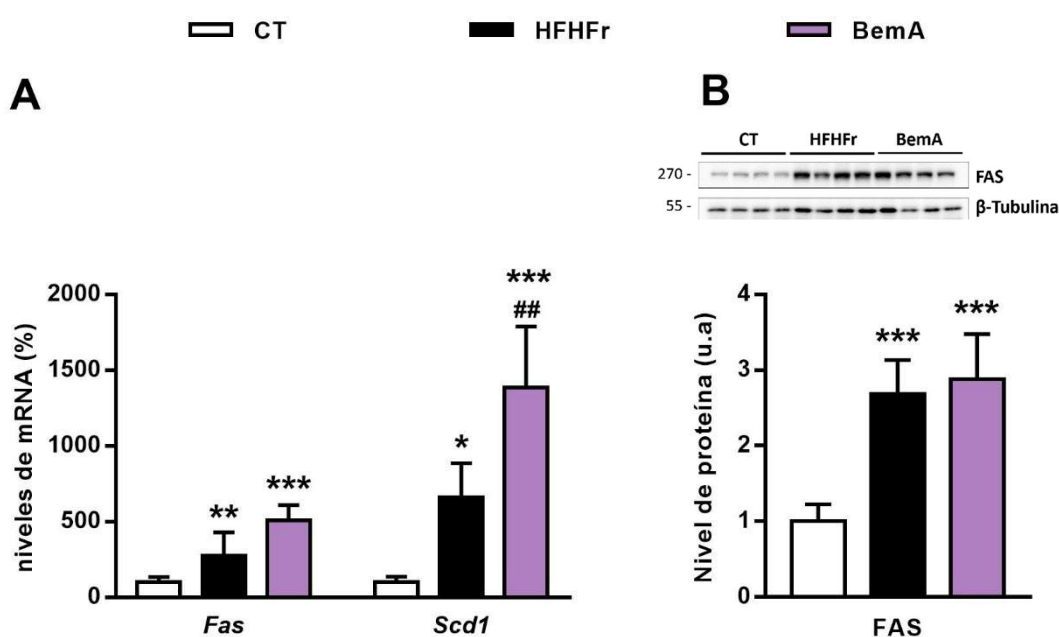 CT HFHFr BemA
A
niveles de mRNA (%)
2000
1500
1000
500
0
** ***
*
***
##
Fas Scd1
B
CT HFHFr BemA
270 - FAS
55 - β-Tubulina
Nivel de proteína (u.a)
4
3
2
1
0
*** ***
FAS